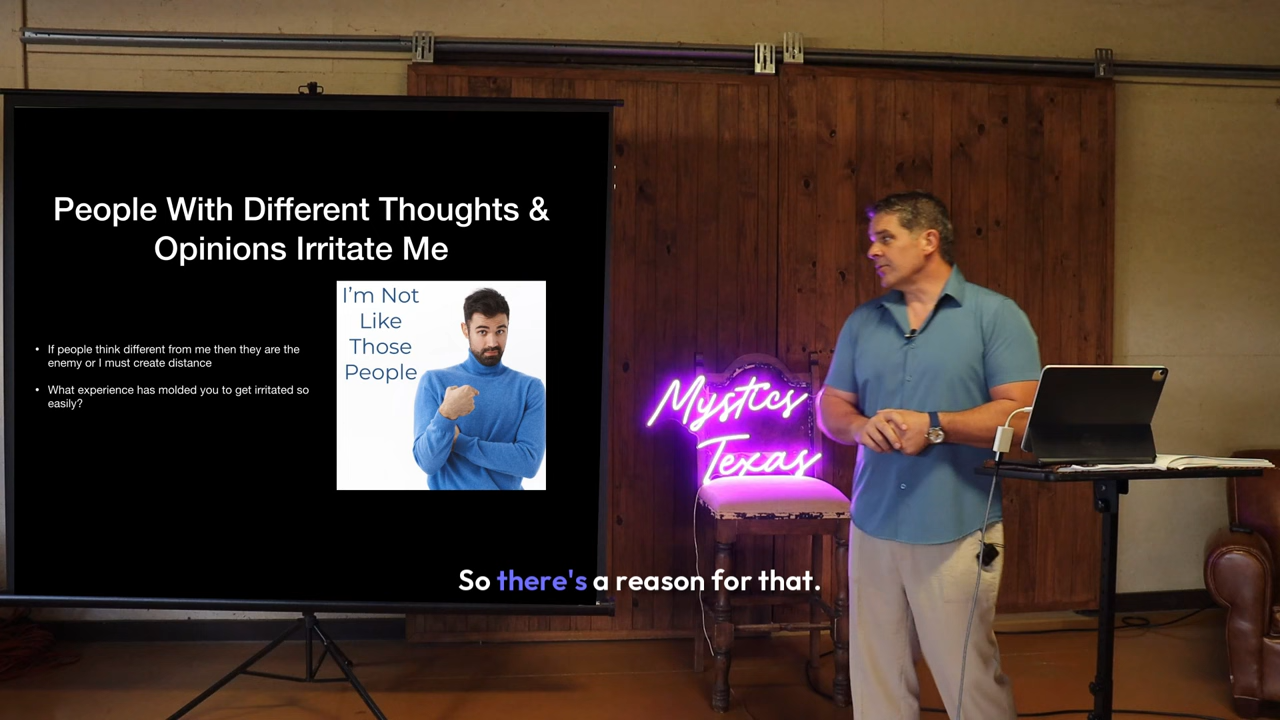 People With Different Thoughts &
Opinions Irritate Me
I'm Not
Like
Those
People
• If people think different from me then they are the
enemy or I must create distance
• What experience has molded you to get irritated so
easily?
Mystics
Texas
So there's a reason for that.